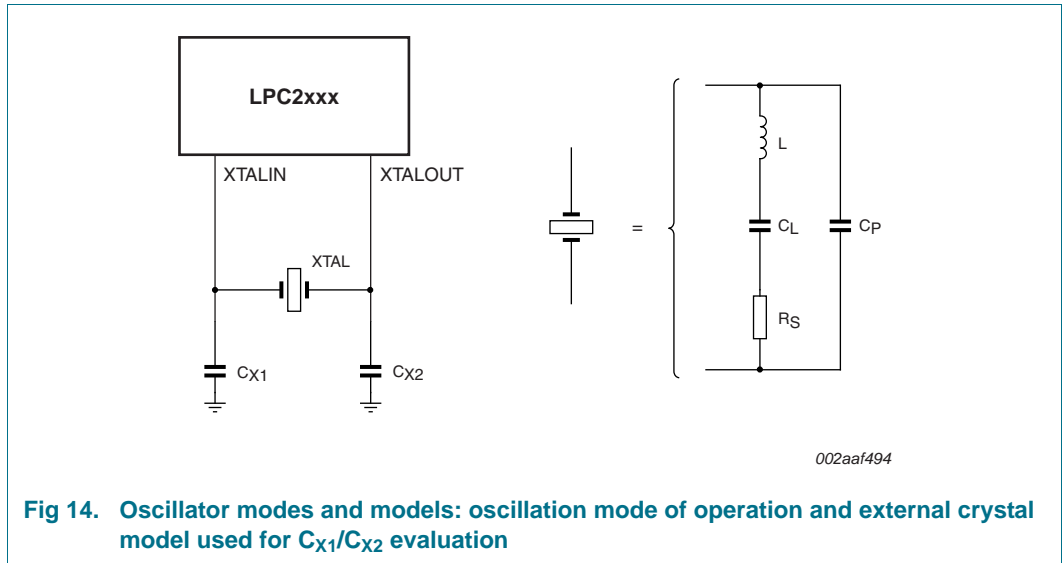 LPC2xxx
XTALIN XTALOUT
XTAL
CX1 CX2
=
L
CL CP
RS
002aaf494
Fig 14. Oscillator modes and models: oscillation mode of operation and external crystal
model used for CX1/CX2 evaluation